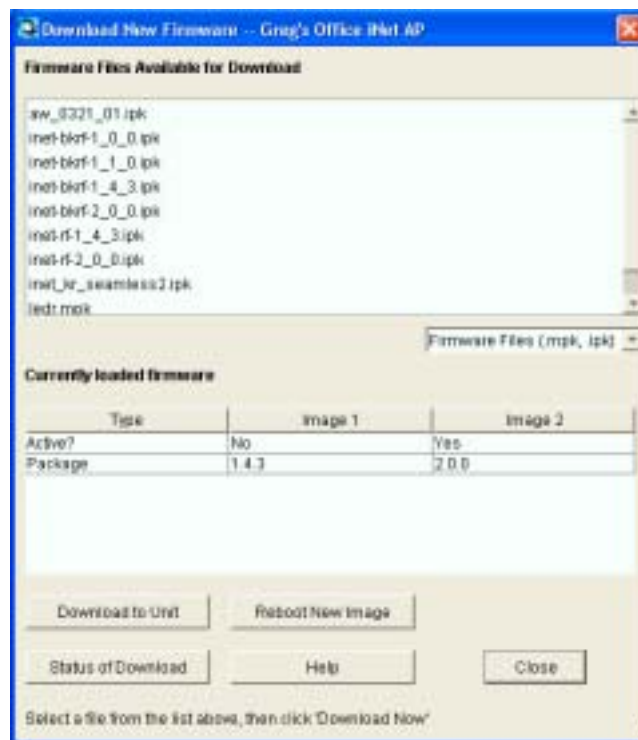 Download New Firmware -- Greg's Office iNet AP
Firmware Files Available for Download
sw_0321_01.ipk
inet-bkrf-1_0_0.ipk
inet-bkrf-1_1_0.ipk
inet-bkrf-1_4_3.ipk
inet-bkrf-2_0_0.ipk
inet-rf-1_4_3.ipk
inet-rf-2_0_0.ipk
inet_kr_seamless2.ipk
ledr.mpk
Firmware Files (.mpk, .ipk)
Currently loaded firmware
Type Image 1 Image 2
Active? No Yes
Package 1.4.3 2.0.0
Download to Unit Reboot New Image
Status of Download Help Close
Select a file from the list above, then click 'Download Now'